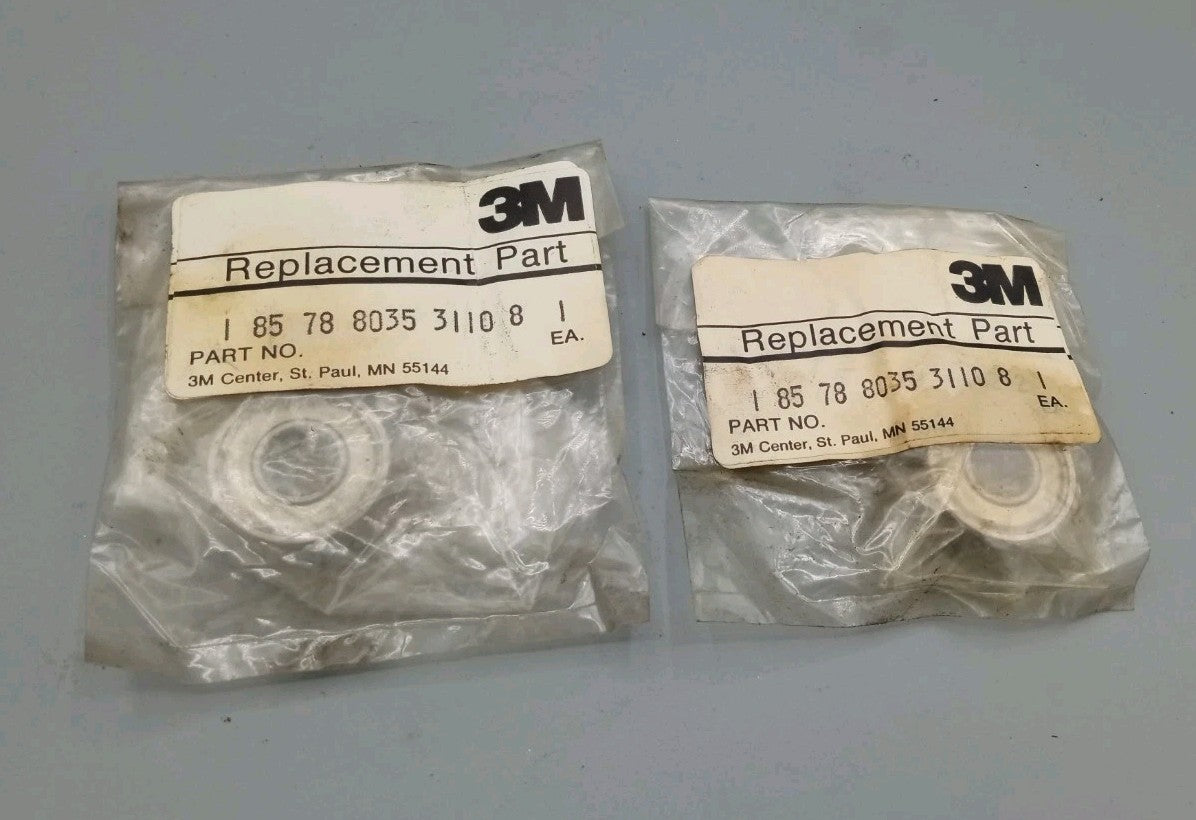 3M
Replacement Part
1 85 78 8035 3110 8 1
PART NO. EA.
3M Center, St. Paul, MN 55144
3M
Replacement Part
1 85 78 8035 3110 8 1
PART NO. EA.
3M Center, St. Paul, MN 55144